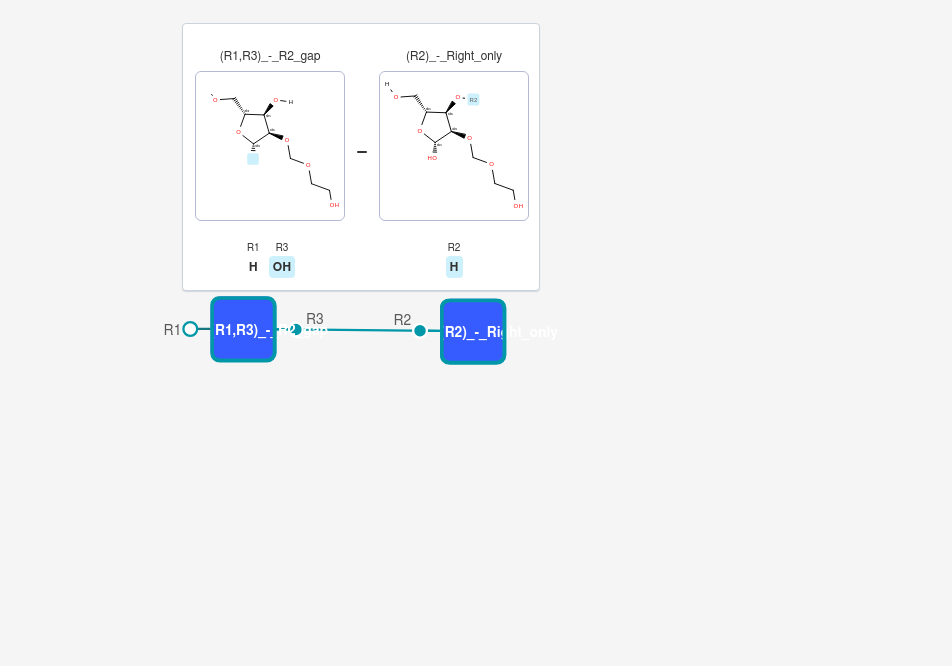 (R1,R3)_-_R2_gap (R2)_-_Right_only
O O H
O O
O
OH
H
O O R2
O O
HO O
OH
R1 R3 R2
H OH H
R1 R1,R3)_-_R2_gap R3 R2 R2)_-_Right_only